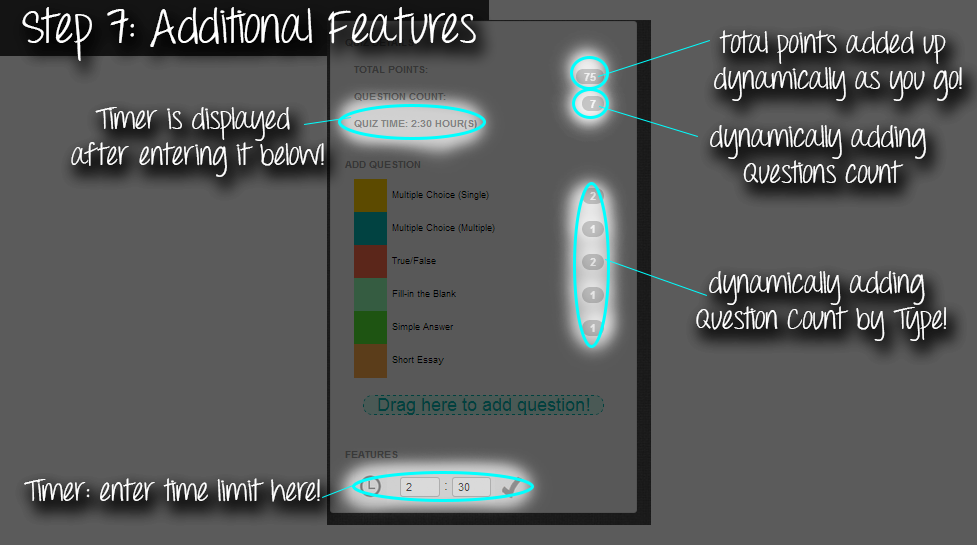 Step 7: Additional Features
TOTAL POINTS:
75
QUESTION COUNT:
7
QUIZ TIME: 2:30 HOUR(S)
total points added up
dynamically as you go!
Timer is displayed
after entering it below!
dynamically adding
Questions count
ADD QUESTION
Multiple Choice (Single)
2
Multiple Choice (Multiple)
1
True/False
2
Fill-in the Blank
1
Simple Answer
1
Short Essay
dynamically adding
Question Count by Type!
Drag here to add question!
FEATURES
Timer: enter time limit here!
2 : 30